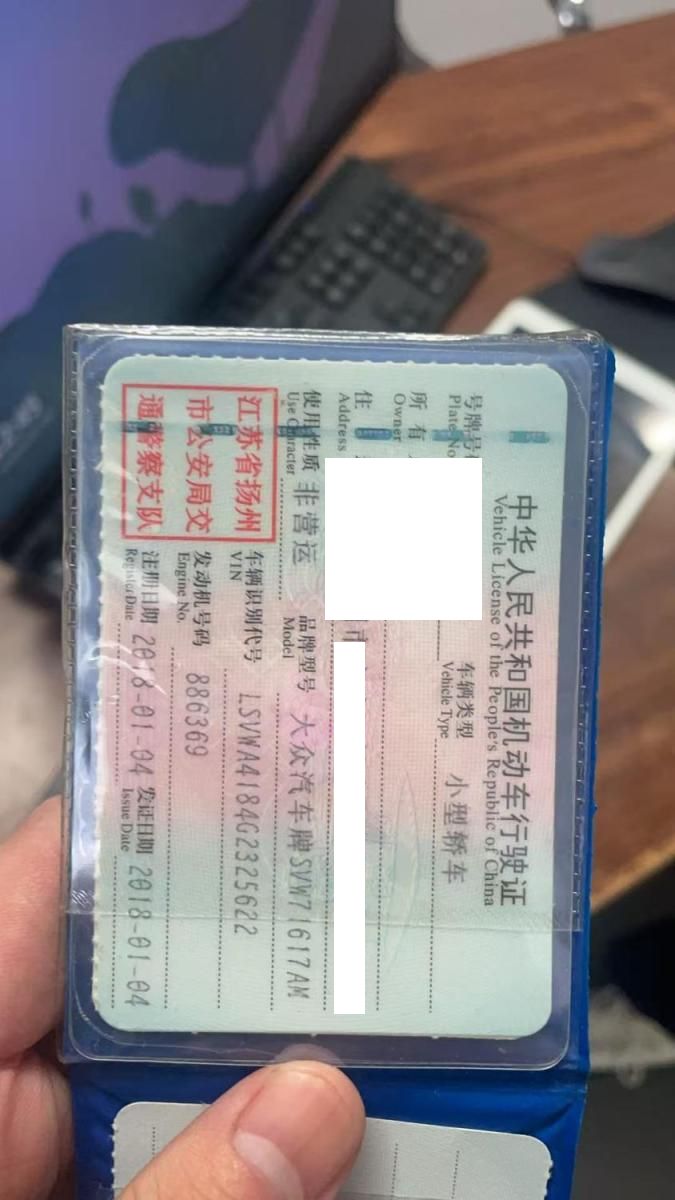 中华人民共和国机动车行驶证
Vehicle License of the People's Republic of China
号牌号
Plate No.
车辆类型 小型轿车
Vehicle Type
所有
Owner
住
Address
市
使用性质 非营运
Use Character
品牌型号 大众汽车牌SVW71617AM
Model
江苏省扬州
市公安局交
通警察支队
车辆识别代号 LSVWA4184G2325622
VIN
发动机号码 886369
Engine No.
注册日期 2018-01-04
Register Date
发证日期 2018-01-04
Issue Date